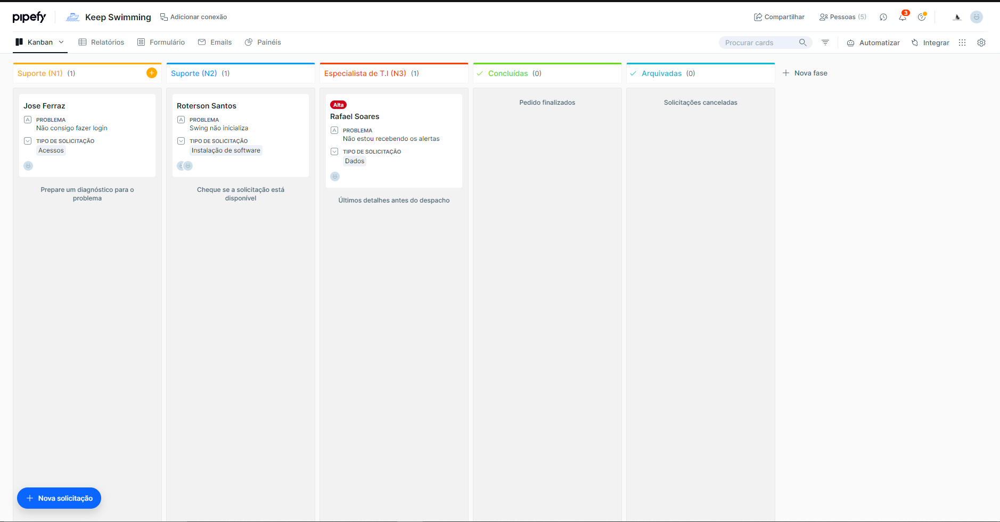 pipefy
Keep Swimming
Adicionar conexão
Compartilhar
Pessoas (5)
3
Kanban
Relatórios
Formulário
Emails
Painéis
Procurar cards
Automatizar
Integrar
Suporte (N1) (1)
Suporte (N2) (1)
Especialista de T.I (N3) (1)
Concluídas (0)
Arquivadas (0)
Nova fase
Jose Ferraz
PROBLEMA
Não consigo fazer login
TIPO DE SOLICITAÇÃO
Acessos
Prepare um diagnóstico para o
problema
Roterson Santos
PROBLEMA
Swing não inicializa
TIPO DE SOLICITAÇÃO
Instalação de software
Cheque se a solicitação está
disponível
Alta
Rafael Soares
PROBLEMA
Não estou recebendo os alertas
TIPO DE SOLICITAÇÃO
Dados
Últimos detalhes antes do despacho
Pedido finalizados
Solicitações canceladas
Nova solicitação